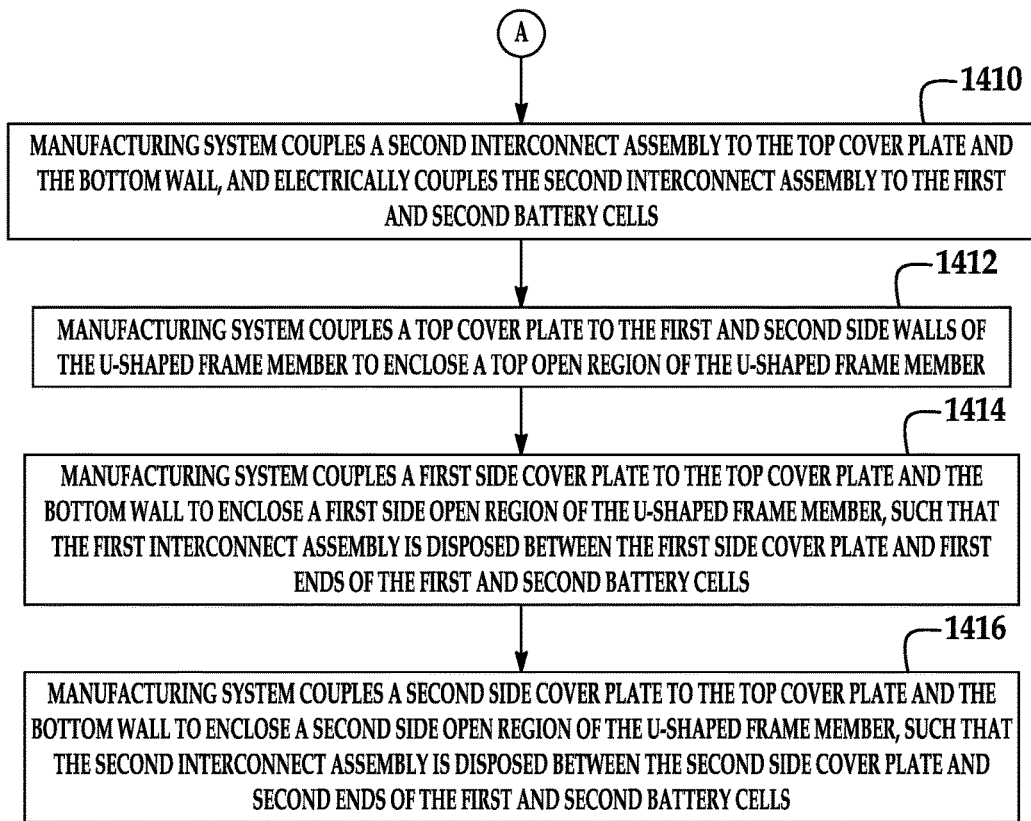 A
1410
MANUFACTURING SYSTEM COUPLES A SECOND INTERCONNECT ASSEMBLY TO THE TOP COVER PLATE AND
THE BOTTOM WALL, AND ELECTRICALLY COUPLES THE SECOND INTERCONNECT ASSEMBLY TO THE FIRST
AND SECOND BATTERY CELLS
1412
MANUFACTURING SYSTEM COUPLES A TOP COVER PLATE TO THE FIRST AND SECOND SIDE WALLS OF
THE U-SHAPED FRAME MEMBER TO ENCLOSE A TOP OPEN REGION OF THE U-SHAPED FRAME MEMBER
1414
MANUFACTURING SYSTEM COUPLES A FIRST SIDE COVER PLATE TO THE TOP COVER PLATE AND THE
BOTTOM WALL TO ENCLOSE A FIRST SIDE OPEN REGION OF THE U-SHAPED FRAME MEMBER, SUCH THAT
THE FIRST INTERCONNECT ASSEMBLY IS DISPOSED BETWEEN THE FIRST SIDE COVER PLATE AND FIRST
ENDS OF THE FIRST AND SECOND BATTERY CELLS
1416
MANUFACTURING SYSTEM COUPLES A SECOND SIDE COVER PLATE TO THE TOP COVER PLATE AND THE
BOTTOM WALL TO ENCLOSE A SECOND SIDE OPEN REGION OF THE U-SHAPED FRAME MEMBER, SUCH THAT
THE SECOND INTERCONNECT ASSEMBLY IS DISPOSED BETWEEN THE SECOND SIDE COVER PLATE AND
SECOND ENDS OF THE FIRST AND SECOND BATTERY CELLS